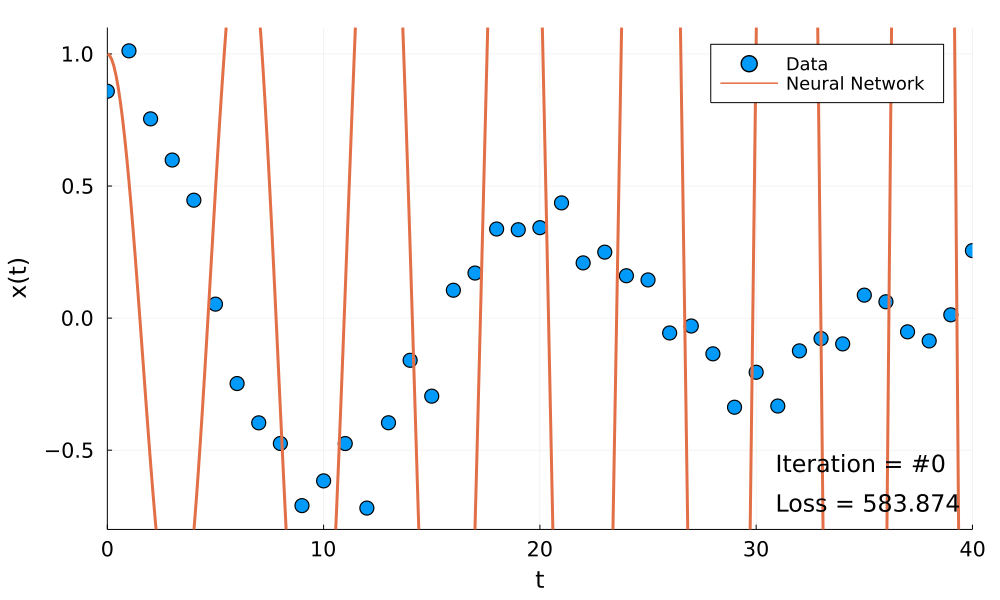 Data
Neural Network
1.0
0.5
0.0
−0.5
x(t)
Iteration = #0
Loss = 583.874
0 10 20 30 40
t